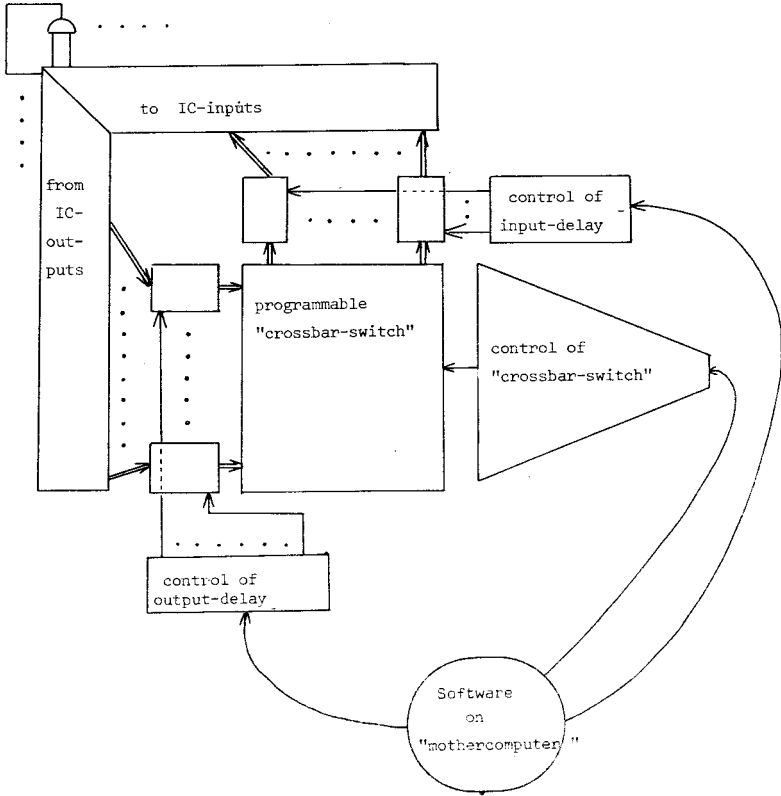 to IC-inputs
from
IC-
out-
puts
control of
input-delay
programmable
"crossbar-switch"
control of
"crossbar-switch"
control of
output-delay
Software
on
"mothercomputer"